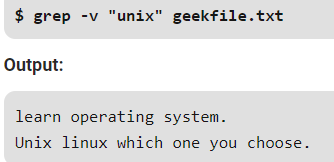 $ grep -v "unix" geekfile.txt
Output:
learn operating system.
Unix linux which one you choose.